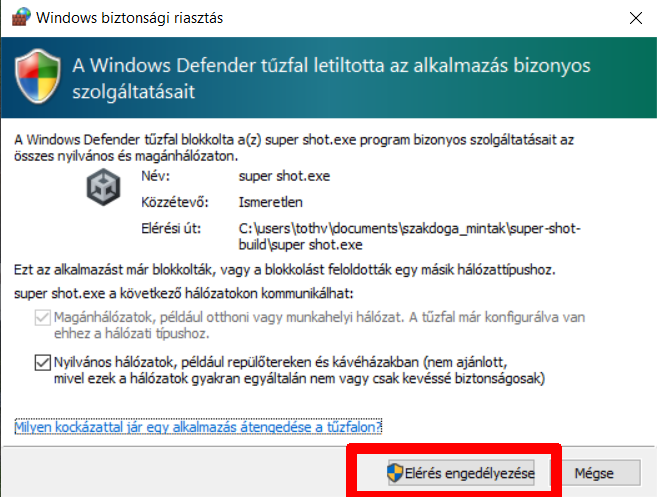 Windows biztonsági riasztás
A Windows Defender tűzfal letiltotta az alkalmazás bizonyos
szolgáltatásait
A Windows Defender tűzfal blokkolta a(z) super shot.exe program bizonyos szolgáltatásait az
összes nyilvános és magánhálózaton.
Név: super shot.exe
Közzétevő: Ismeretlen
Elérési út: C:\users\tothv\documents\szakdoga_mintak\super-shot-
build\super shot.exe
Ezt az alkalmazást már blokkolták, vagy a blokkolást feloldották egy másik hálózattípushoz.
super shot.exe a következő hálózatokon kommunikálhat:
Magánhálózatok, például otthoni vagy munkahelyi hálózat. A tűzfal már konfigurálva van
ehhez a hálózati típushoz.
Nyilvános hálózatok, például repülőtereken és kávéházakban (nem ajánlott,
mivel ezek a hálózatok gyakran egyáltalán nem vagy csak kevéssé biztonságosak)
Milyen kockázattal jár egy alkalmazás átengedése a tűzfalon?
Elérés engedélyezése Mégse